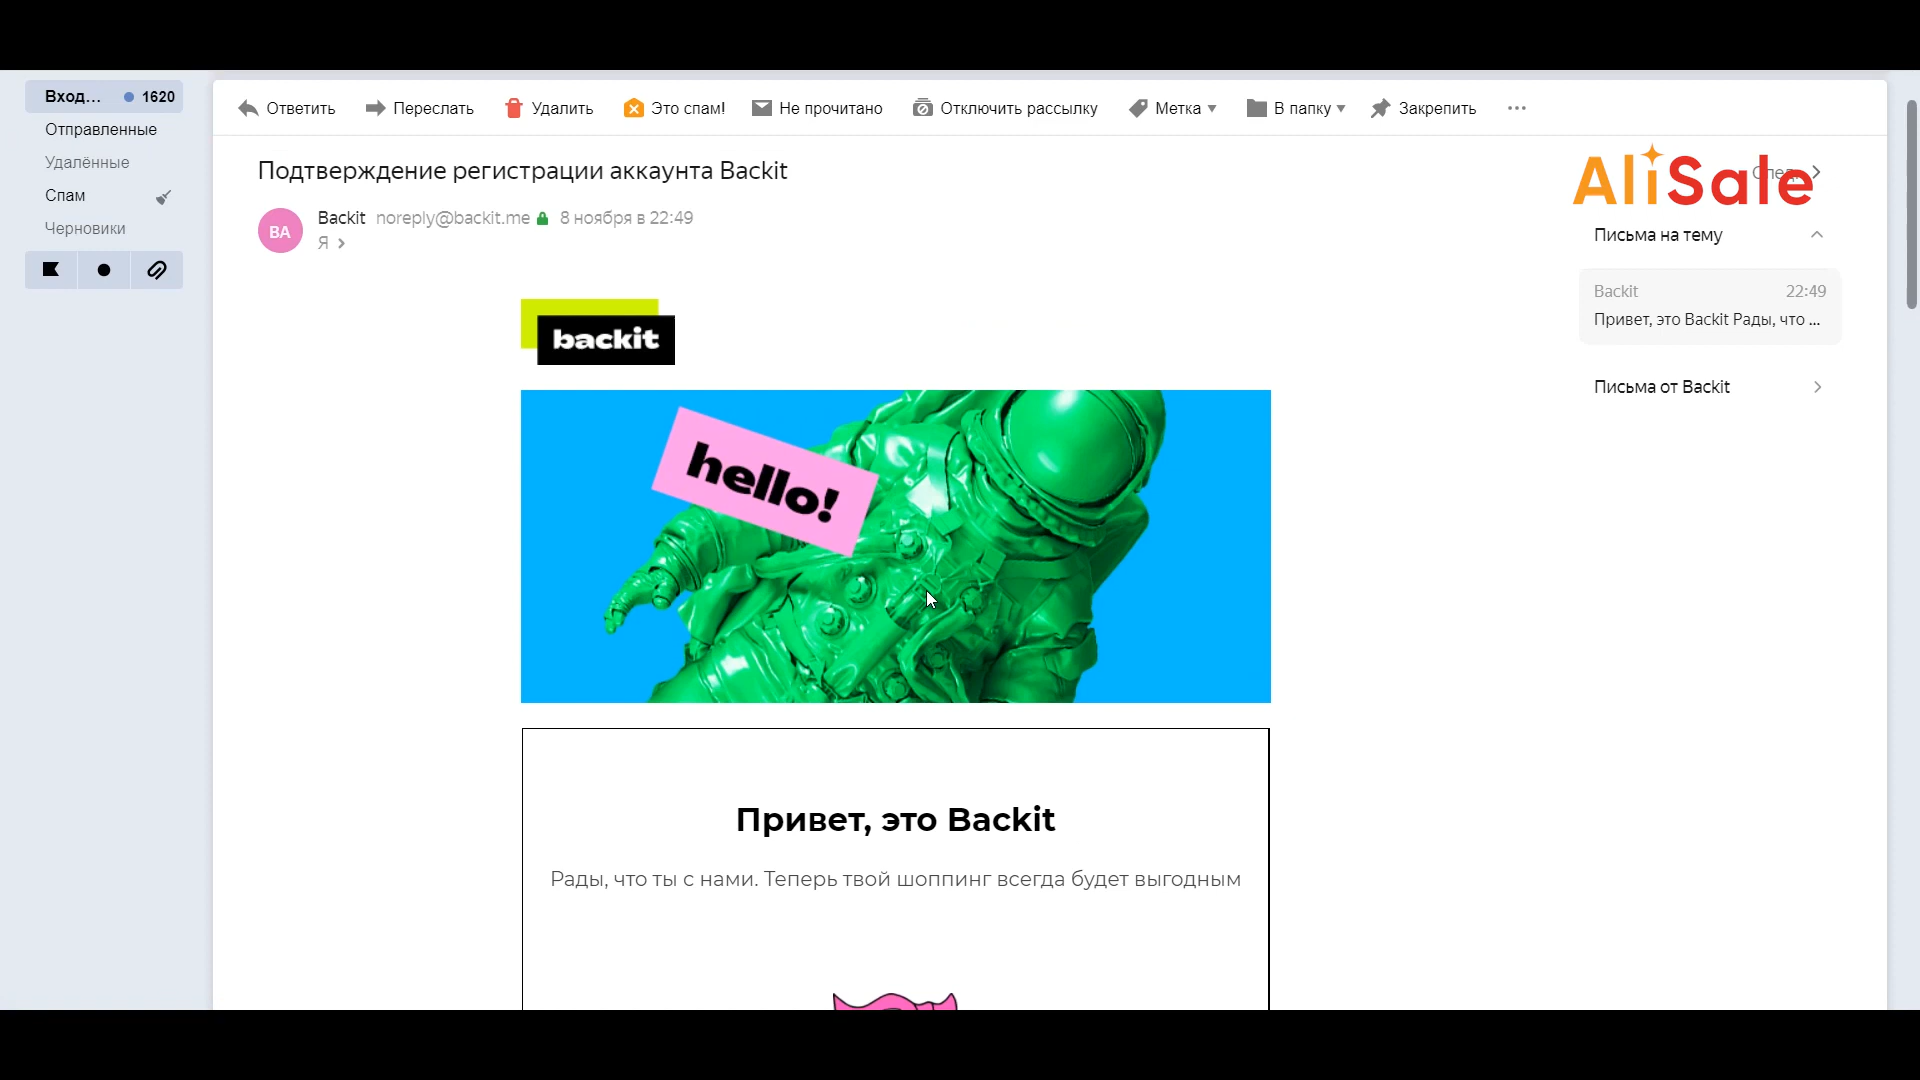 Вход... 1620
Отправленные
Удалённые
Спам
Черновики
Ответить Переслать Удалить Это спам! Не прочитано Отключить рассылку Метка В папку Закрепить ...
Подтверждение регистрации аккаунта Backit
AliSale
BA
Backit noreply@backit.me 8 ноября в 22:49
Я
Письма на тему
Backit 22:49
Привет, это Backit Рады, что ...
Письма от Backit
backit
hello!
Привет, это Backit
Рады, что ты с нами. Теперь твой шоппинг всегда будет выгодным